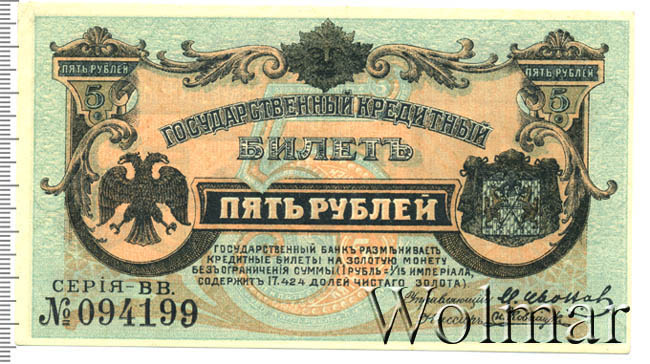 ПЯТЬ РУБЛЕЙ
ПЯТЬ РУБЛЕЙ
5
5
ГОСУДАРСТВЕННЫЙ КРЕДИТНЫЙ
БИЛЕТЪ
ПЯТЬ РУБЛЕЙ
ГОСУДАРСТВЕННЫЙ БАНКЪ РАЗМѢНИВАЕТЪ
КРЕДИТНЫЕ БИЛЕТЫ НА ЗОЛОТУЮ МОНЕТУ
БЕЗЪ ОГРАНИЧЕНІЯ СУММЫ (1 РУБЛЬ = 1/15 ИМПЕРІАЛА,
СОДЕРЖИТЪ 17.424 ДОЛЕЙ ЧИСТАГО ЗОЛОТА).
СЕРІЯ-ВВ.
№ 094199
Управляющій
Кассиръ
Wolmar